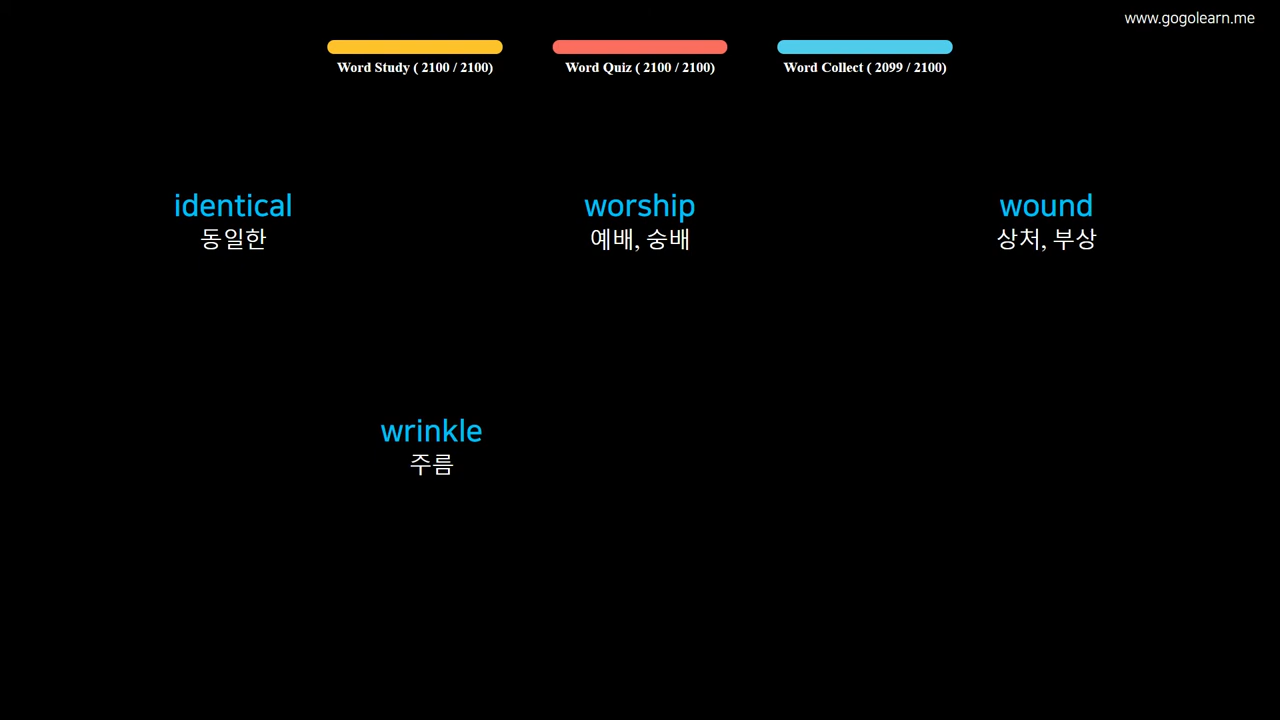 www.gogolearn.me
Word Study ( 2100 / 2100)
Word Quiz ( 2100 / 2100)
Word Collect ( 2099 / 2100)
identical
동일한
worship
예배, 숭배
wound
상처, 부상
wrinkle
주름